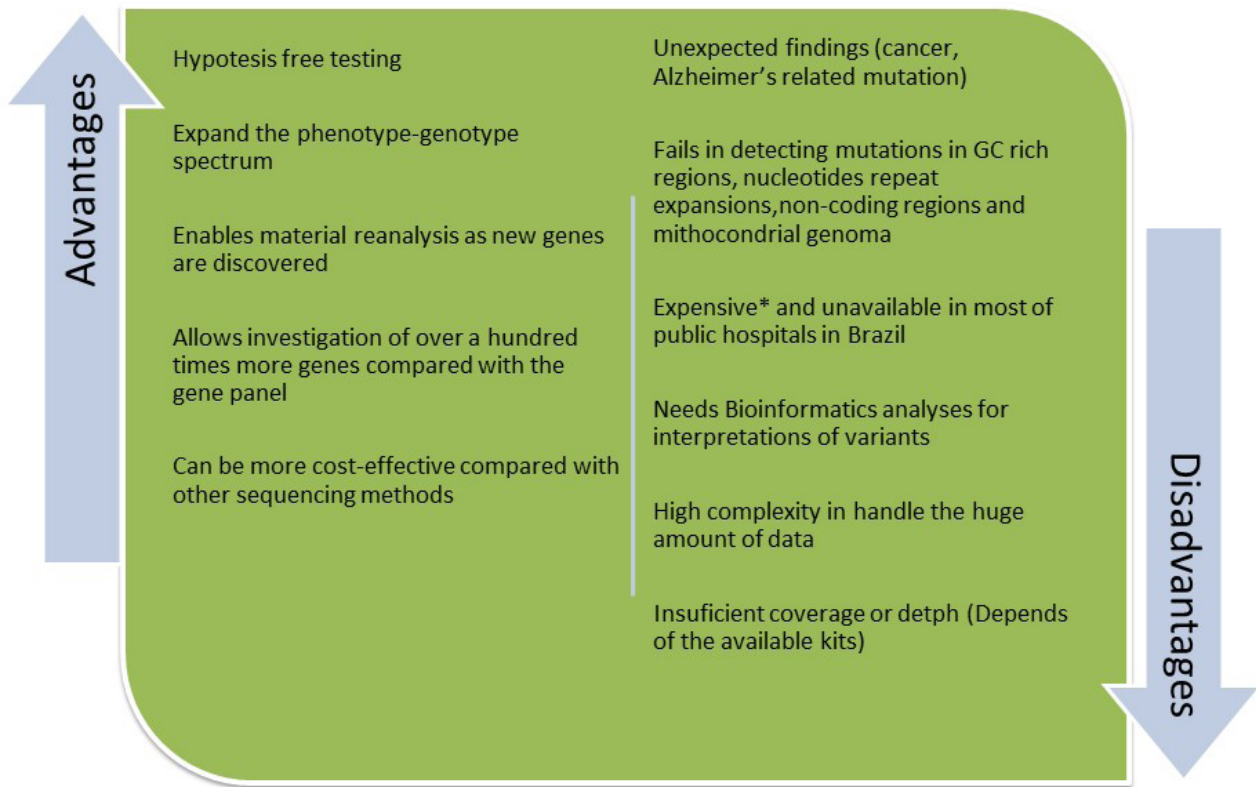 Advantages
Hypotesis free testing
Expand the phenotype-genotype
spectrum
Enables material reanalysis as new genes
are discovered
Allows investigation of over a hundred
times more genes compared with the
gene panel
Can be more cost-effective compared with
other sequencing methods
Unexpected findings (cancer,
Alzheimer's related mutation)
Fails in detecting mutations in GC rich
regions, nucleotides repeat
expansions,non-coding regions and
mithocondrial genoma
Expensive* and unavailable in most of
public hospitals in Brazil
Needs Bioinformatics analyses for
interpretations of variants
High complexity in handle the huge
amount of data
Insuficient coverage or detph (Depends
of the available kits)
Disadvantages